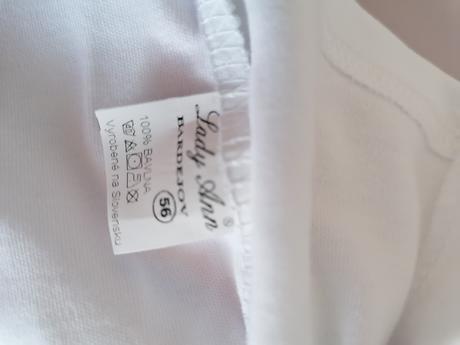 Lady Ann ®
BARDEJOV
56
100% BAVLNA
Vyrobené na Slovensku